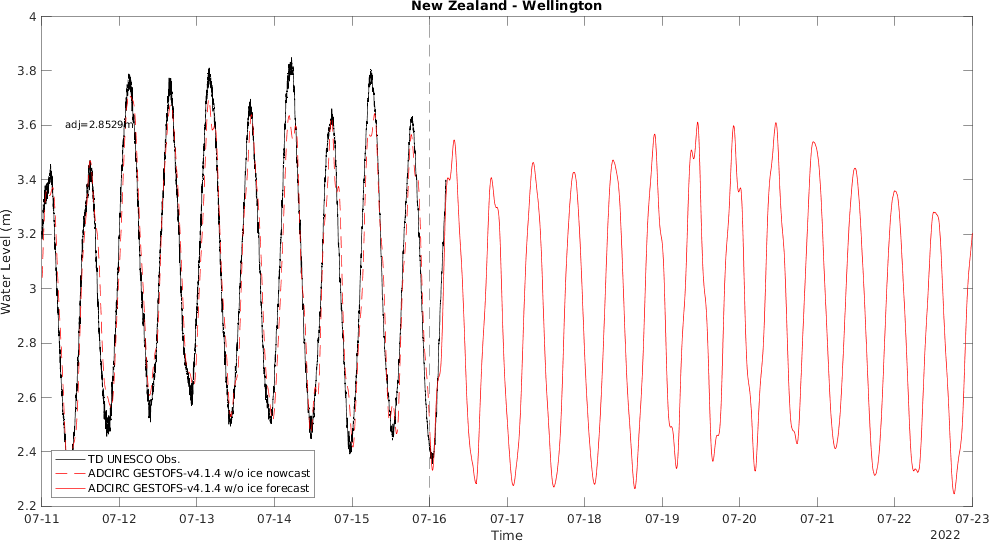 New Zealand - Wellington
Water Level (m)
4
3.8
3.6
3.4
3.2
3
2.8
2.6
2.4
2.2
adj=2.8529m
TD UNESCO Obs.
ADCIRC GESTOFS-v4.1.4 w/o ice nowcast
ADCIRC GESTOFS-v4.1.4 w/o ice forecast
07-11 07-12 07-13 07-14 07-15 07-16 07-17 07-18 07-19 07-20 07-21 07-22 07-23
Time
2022